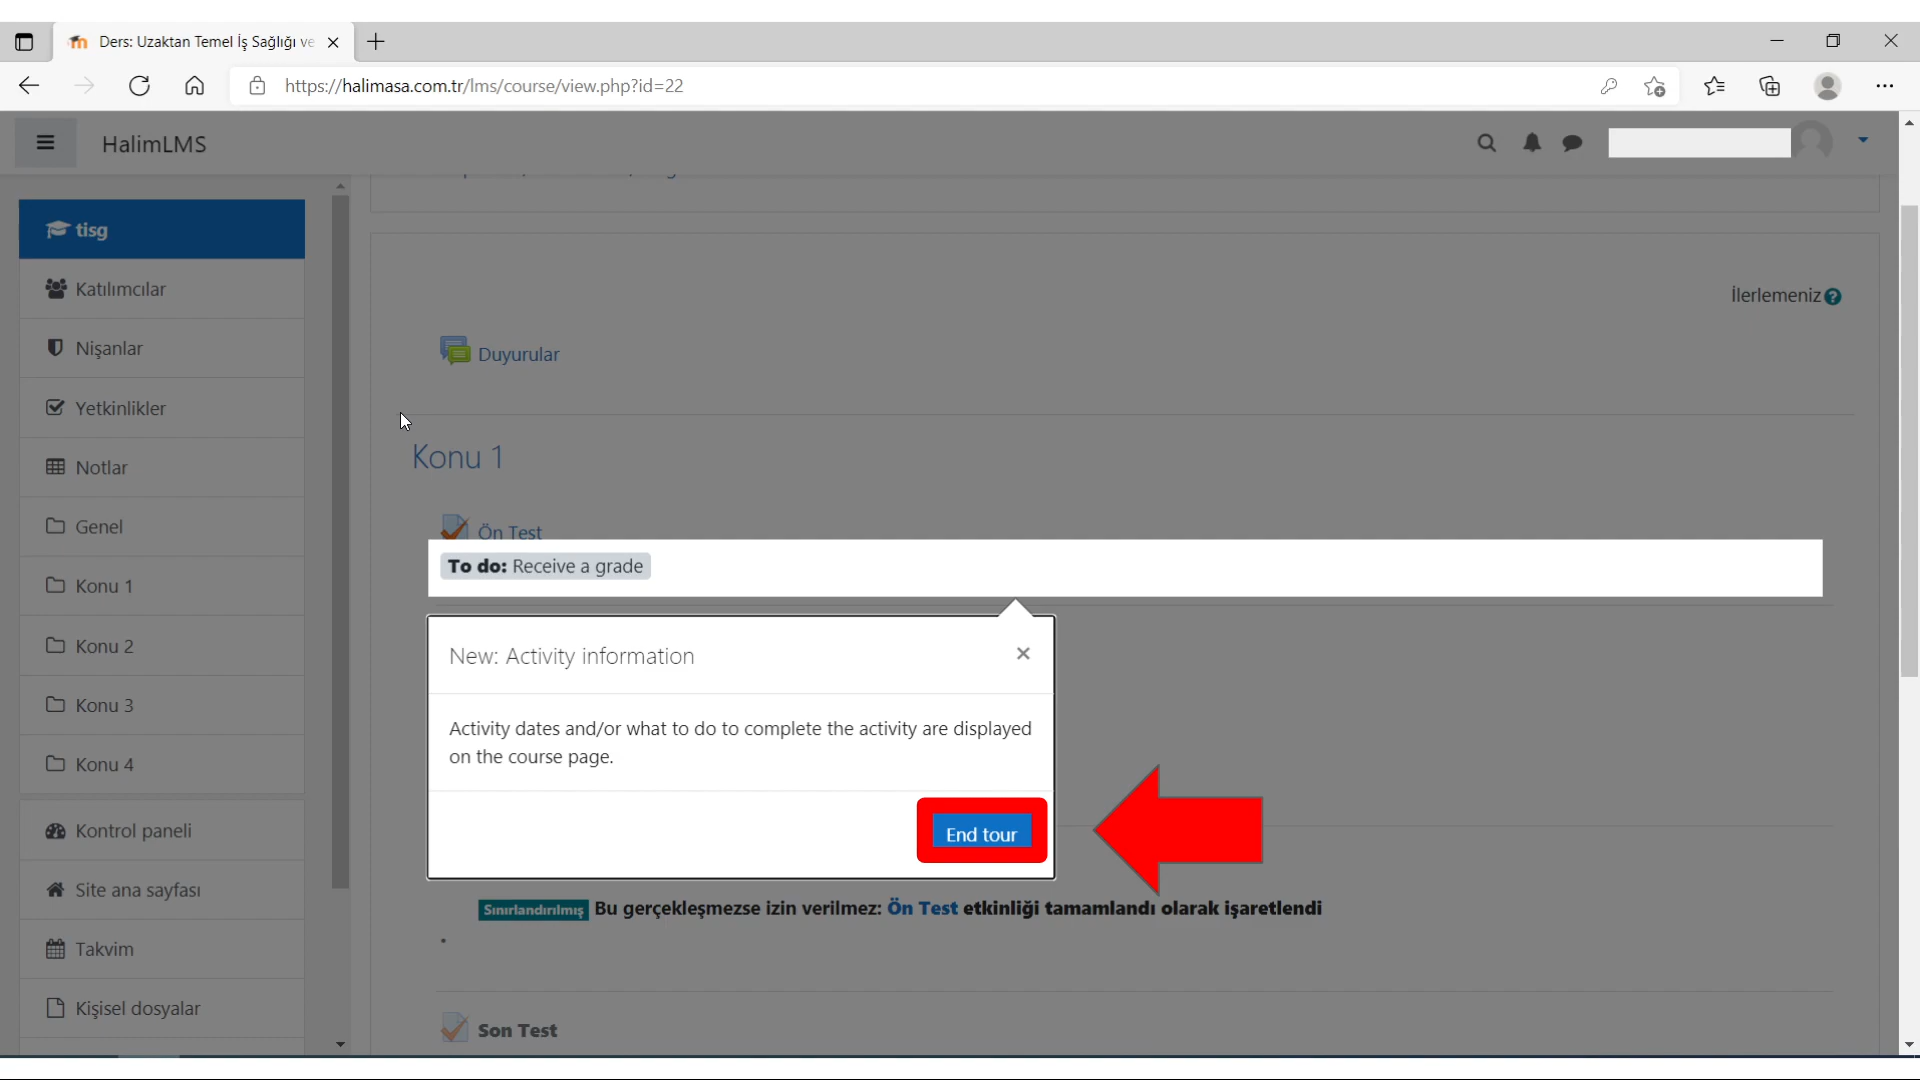 Ders: Uzaktan Temel İş Sağlığı ve
https://halimasa.com.tr/lms/course/view.php?id=22
HalimLMS
tisg
Katılımcılar
Nişanlar
Yetkinlikler
Notlar
Genel
Konu 1
Konu 2
Konu 3
Konu 4
Kontrol paneli
Site ana sayfası
Takvim
Kişisel dosyalar
İlerlemeniz
Duyurular
Konu 1
Ön Test
To do: Receive a grade
New: Activity information
Activity dates and/or what to do to complete the activity are displayed
on the course page.
End tour
Sınırlandırılmış Bu gerçekleşmezse izin verilmez: Ön Test etkinliği tamamlandı olarak işaretlendi
Son Test